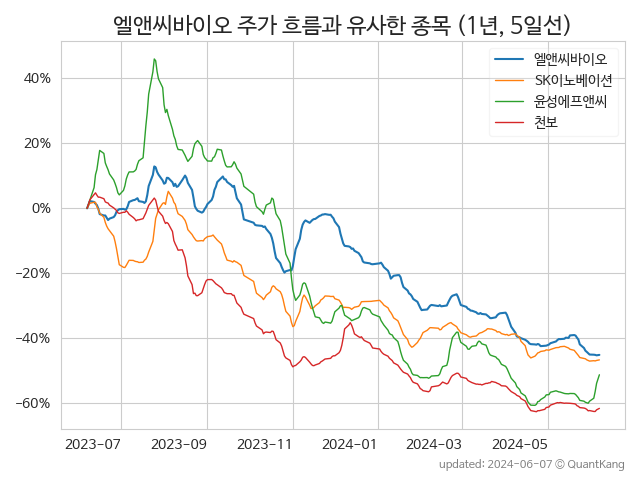 엘앤씨바이오 주가 흐름과 유사한 종목 (1년, 5일선)
엘앤씨바이오
SK이노베이션
윤성에프앤씨
천보
40%
20%
0%
−20%
−40%
−60%
2023-07
2023-09
2023-11
2024-01
2024-03
2024-05
updated: 2024-06-07 © QuantKang